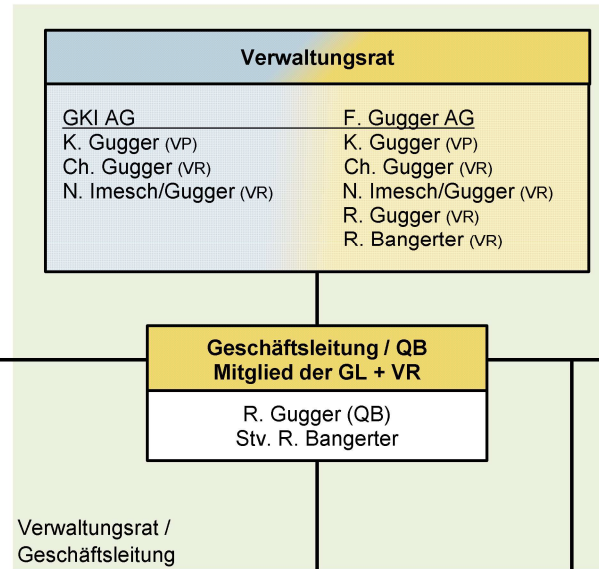 Verwaltungsrat
GKI AG
K. Gugger (VP)
Ch. Gugger (VR)
N. Imesch/Gugger (VR)
F. Gugger AG
K. Gugger (VP)
Ch. Gugger (VR)
N. Imesch/Gugger (VR)
R. Gugger (VR)
R. Bangerter (VR)
Geschäftsleitung / QB
Mitglied der GL + VR
R. Gugger (QB)
Stv. R. Bangerter
Verwaltungsrat /
Geschäftsleitung